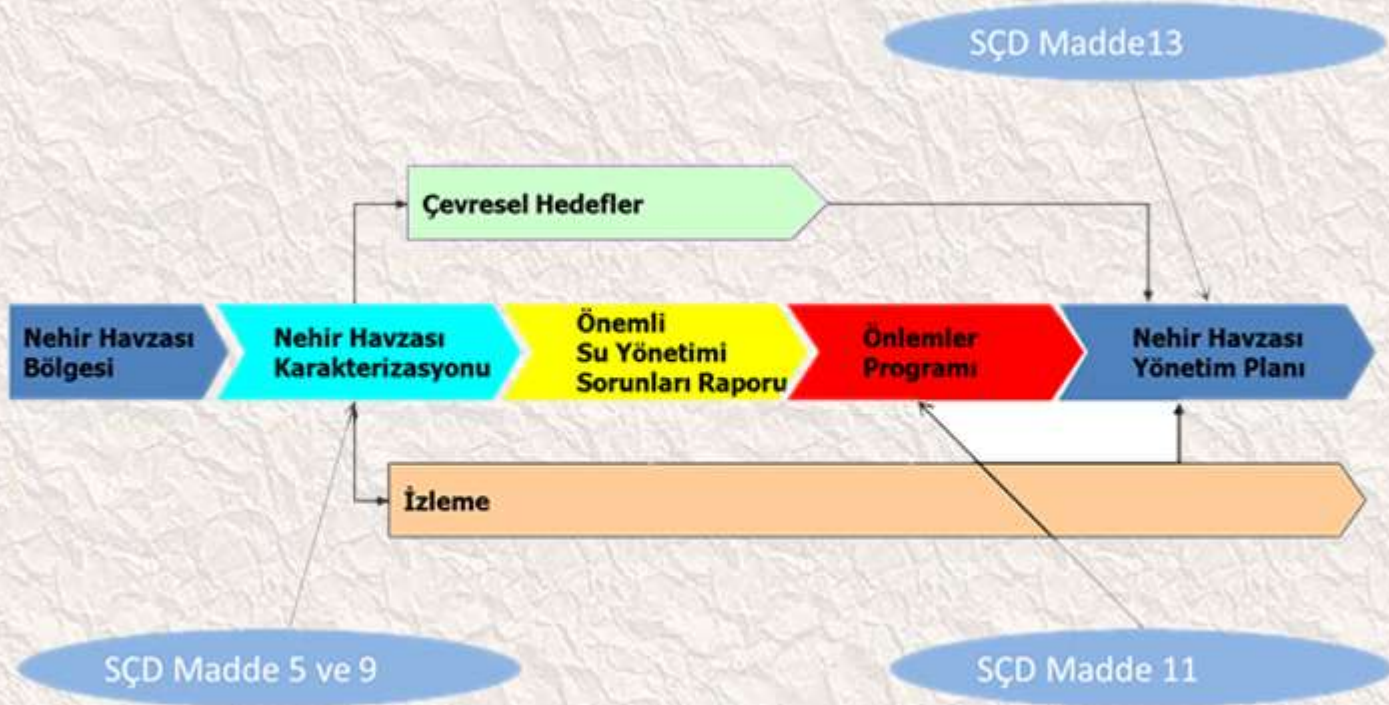 SÇD Madde13
Çevresel Hedefler
Nehir Havzası
Bölgesi
Nehir Havzası
Karakterizasyonu
Önemli
Su Yönetimi
Sorunları Raporu
Önlemler
Programı
Nehir Havzası
Yönetim Planı
İzleme
SÇD Madde 5 ve 9
SÇD Madde 11